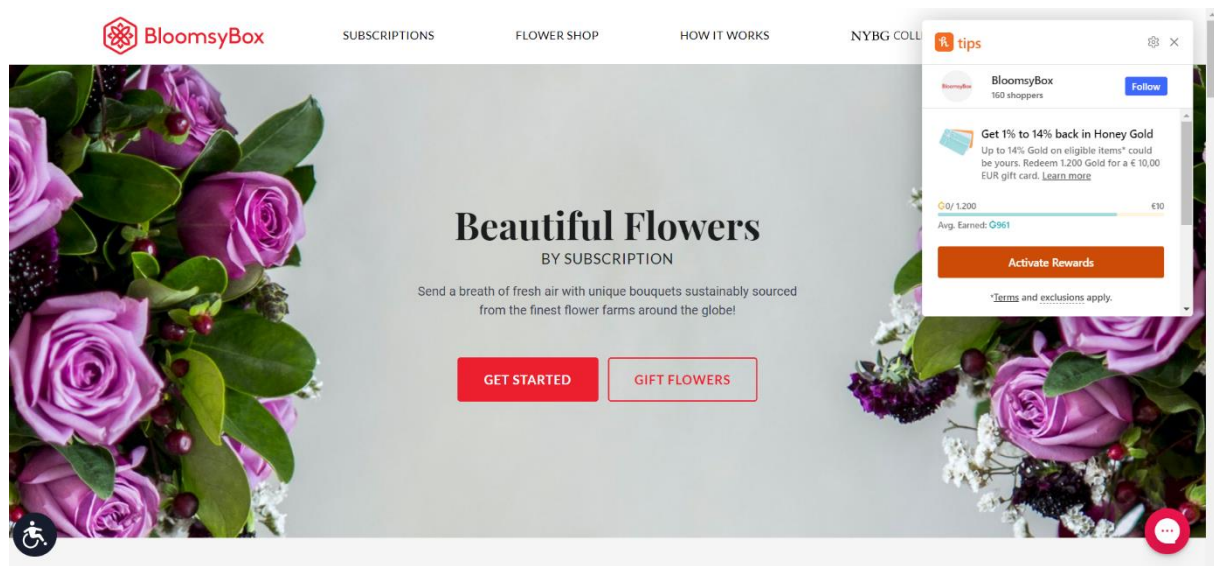 BloomsyBox
SUBSCRIPTIONS
FLOWER SHOP
HOW IT WORKS
NYBG COLL
tips
BloomsyBox
BloomsyBox
160 shoppers
Follow
Get 1% to 14% back in Honey Gold
Up to 14% Gold on eligible items* could
be yours. Redeem 1.200 Gold for a € 10,00
EUR gift card. Learn more
G0/ 1.200
€10
Avg. Earned: G961
Activate Rewards
*Terms and exclusions apply.
Beautiful Flowers
BY SUBSCRIPTION
Send a breath of fresh air with unique bouquets sustainably sourced
from the finest flower farms around the globe!
GET STARTED
GIFT FLOWERS